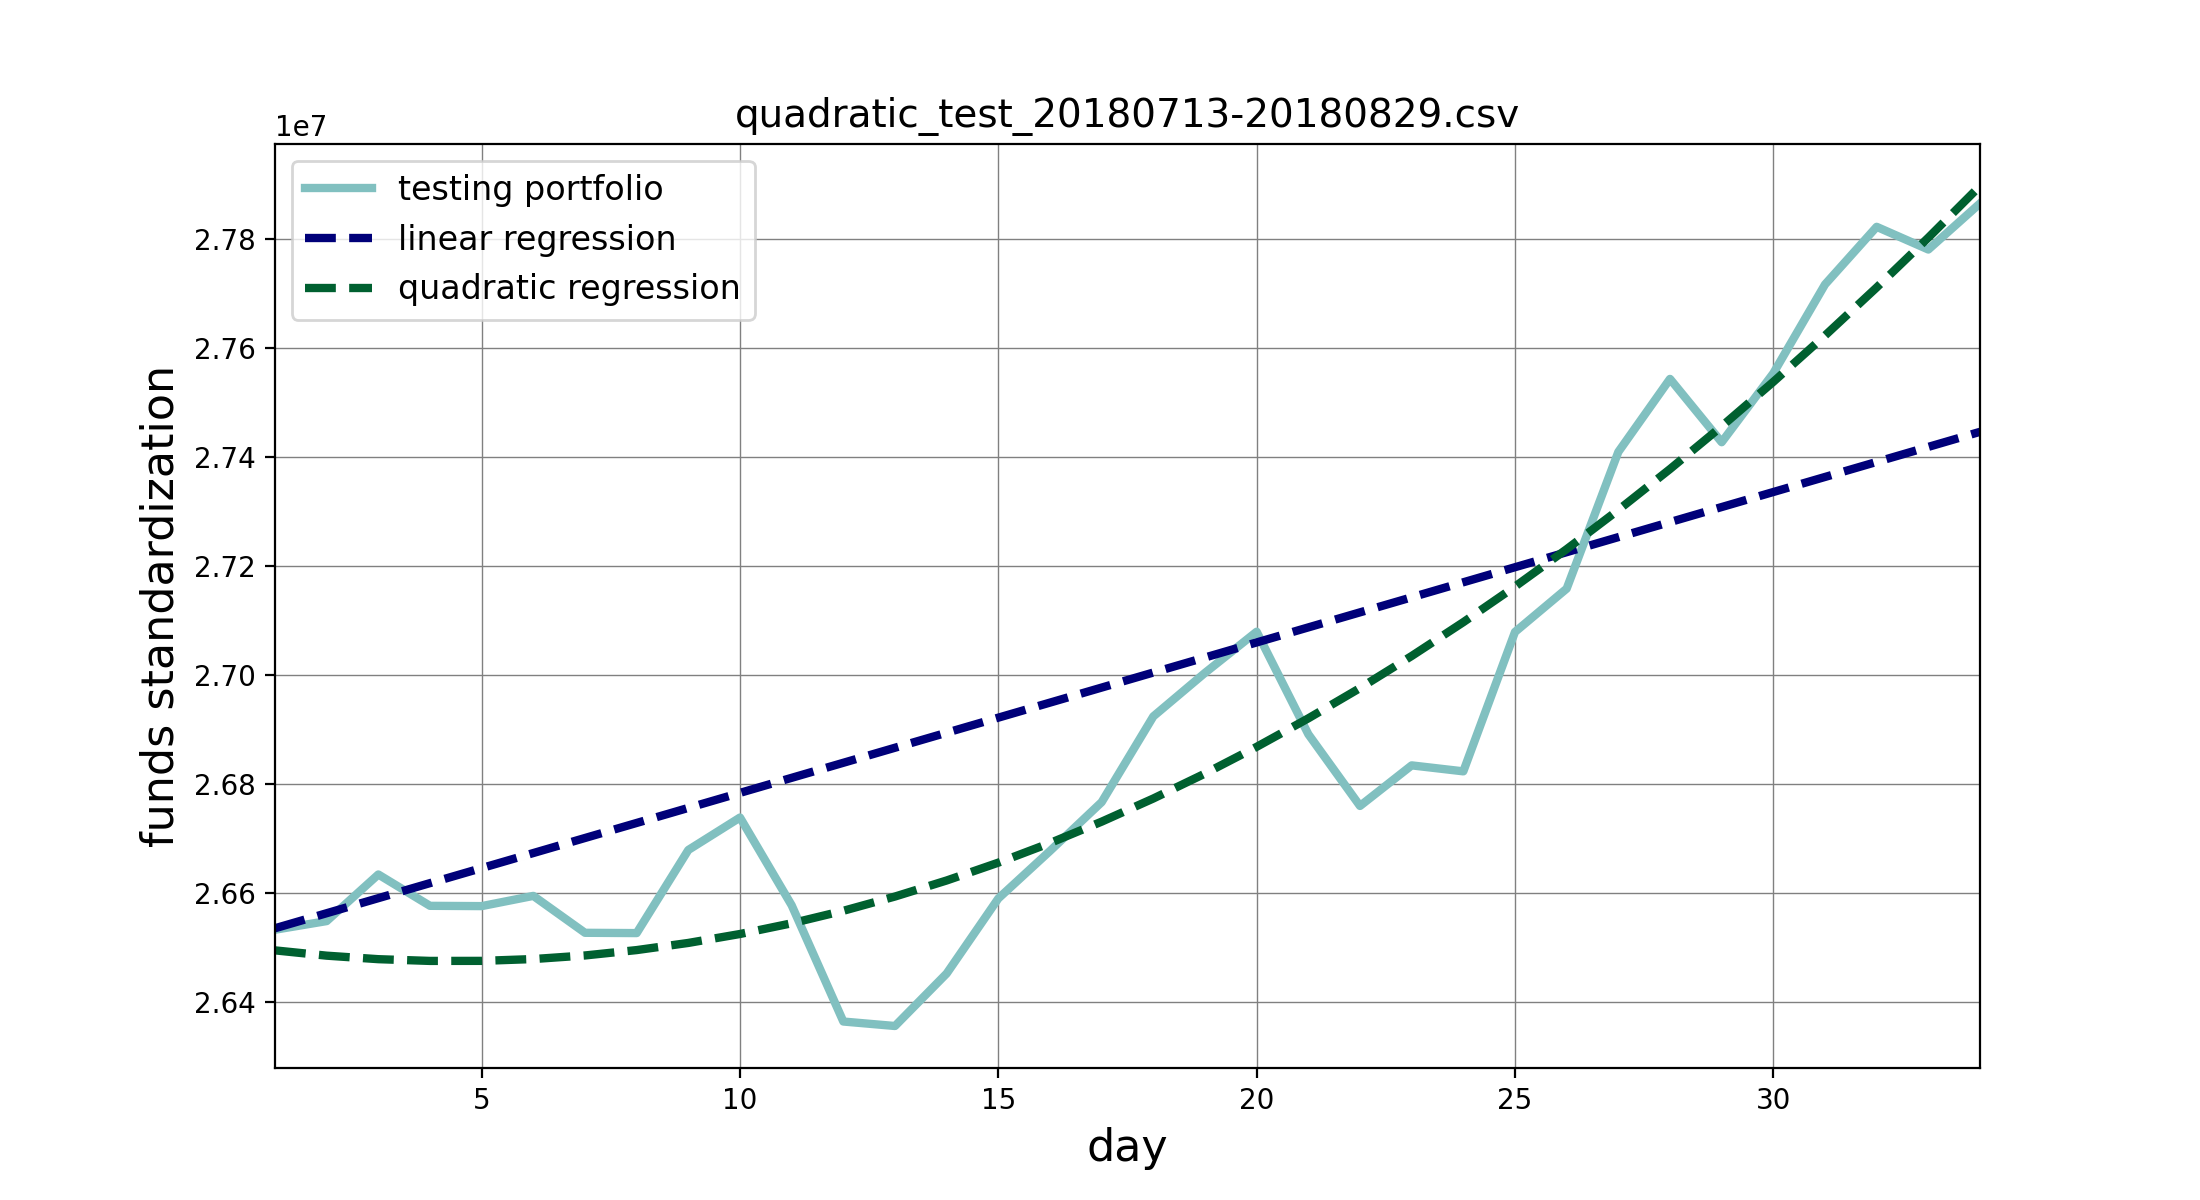 quadratic_test_20180713-20180829.csv
1e7
testing portfolio
linear regression
quadratic regression
funds standardization
2.78
2.76
2.74
2.72
2.70
2.68
2.66
2.64
5 10 15 20 25 30
day